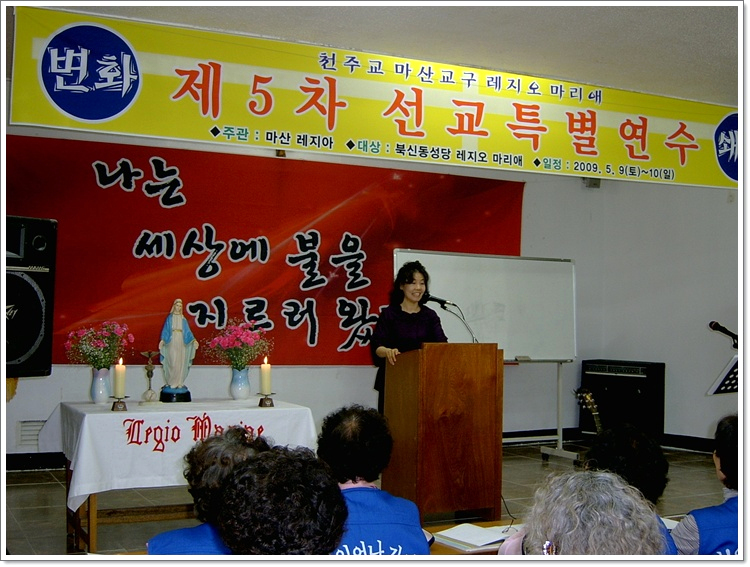 변화
천주교 마산교구 레지오 마리애
제5차 선교특별연수
쇄
◆주관 : 마산 레지아 ◆대상 : 북신동성당 레지오 마리애 ◆일정 : 2009. 5. 9(토)~10(일)
나는
세상에 불을
지르러 왔
Legio Mariae